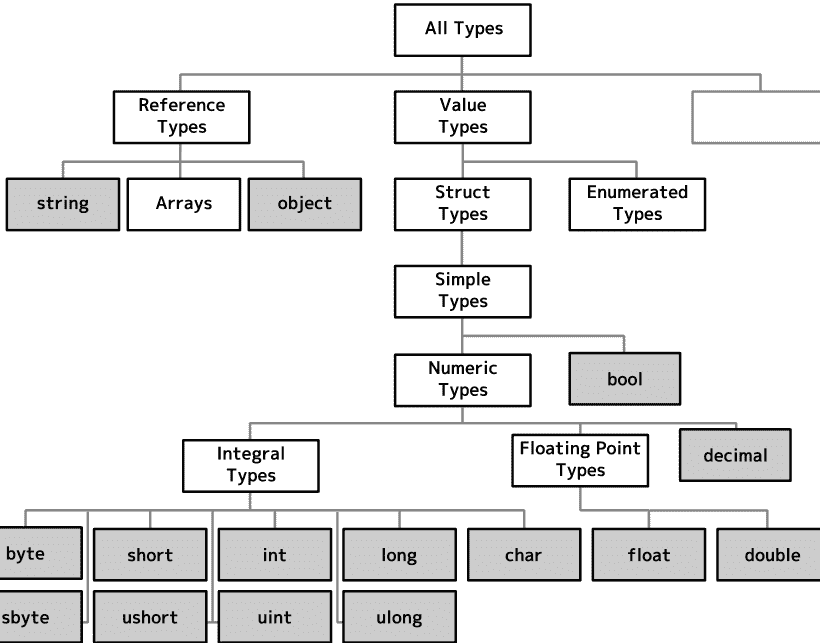 All Types
Reference
Types
Value
Types
string
Arrays
object
Struct
Types
Enumerated
Types
Simple
Types
Numeric
Types
bool
Integral
Types
Floating Point
Types
decimal
byte
short
int
long
char
float
double
sbyte
ushort
uint
ulong